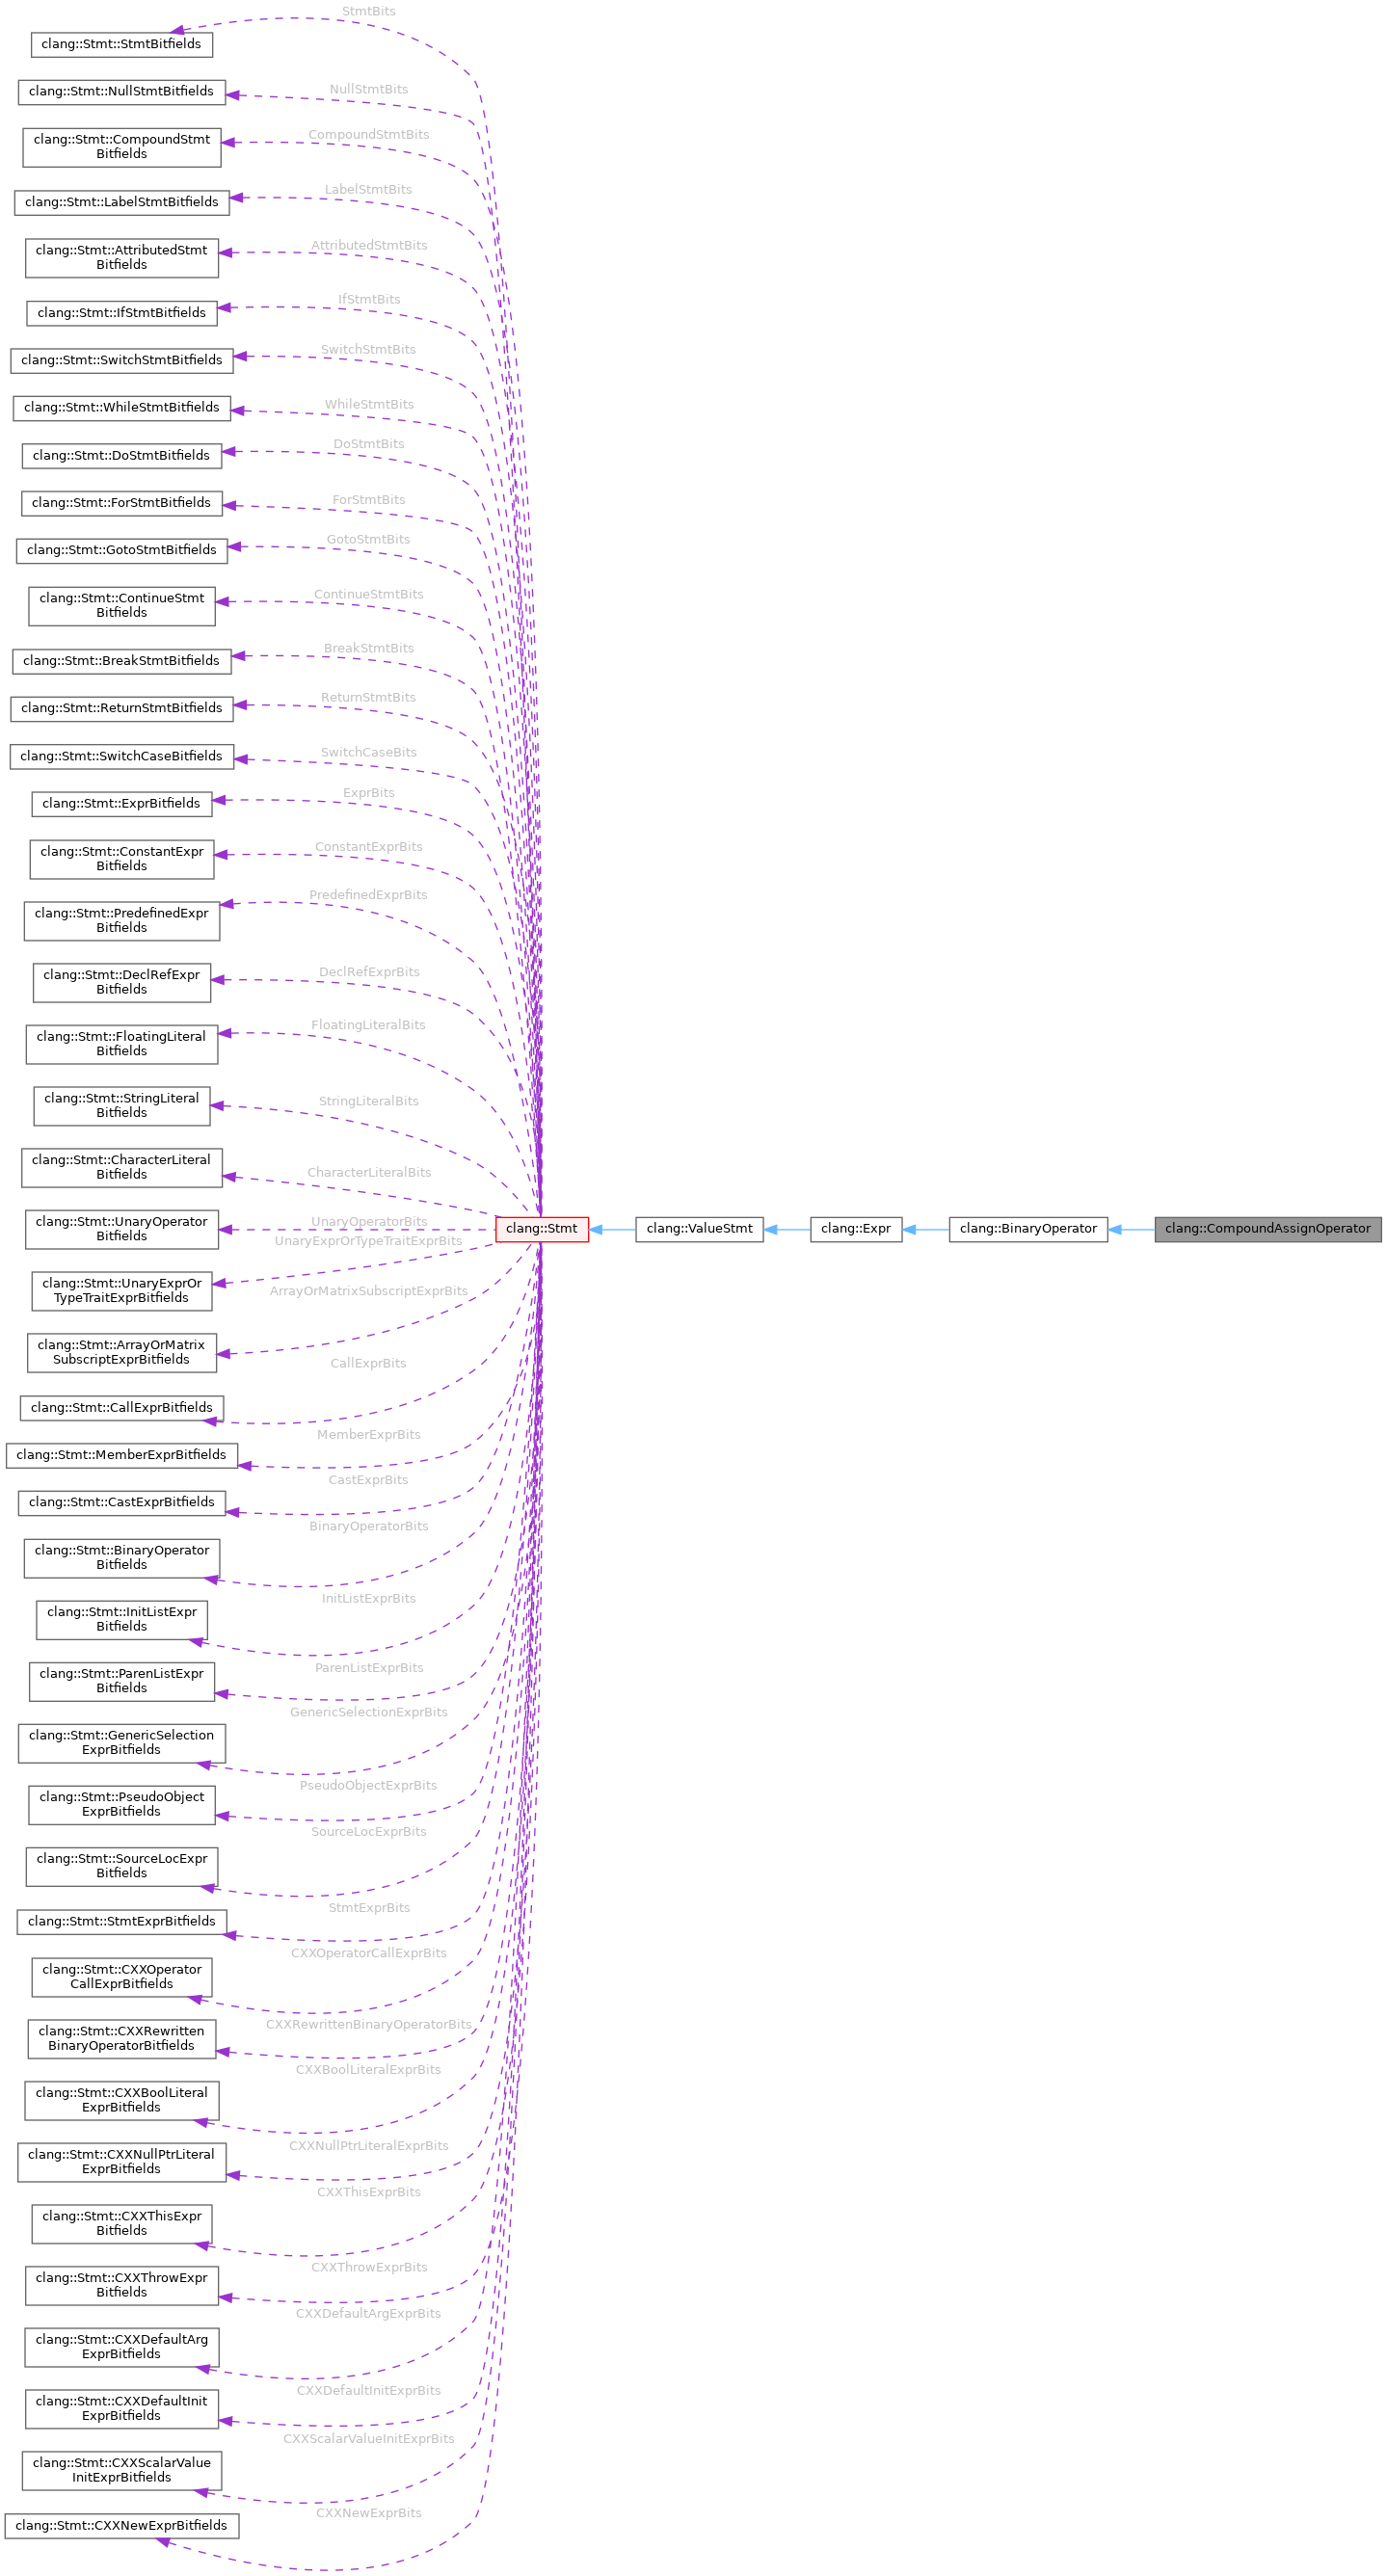 StmtBits
clang::Stmt::StmtBitfields
NullStmtBits
clang::Stmt::NullStmtBitfields
CompoundStmtBits
clang::Stmt::CompoundStmt
Bitfields
LabelStmtBits
clang::Stmt::LabelStmtBitfields
AttributedStmtBits
clang::Stmt::AttributedStmt
Bitfields
IfStmtBits
clang::Stmt::IfStmtBitfields
SwitchStmtBits
clang::Stmt::SwitchStmtBitfields
WhileStmtBits
clang::Stmt::WhileStmtBitfields
DoStmtBits
clang::Stmt::DoStmtBitfields
ForStmtBits
clang::Stmt::ForStmtBitfields
GotoStmtBits
clang::Stmt::GotoStmtBitfields
ContinueStmtBits
clang::Stmt::ContinueStmt
Bitfields
BreakStmtBits
clang::Stmt::BreakStmtBitfields
ReturnStmtBits
clang::Stmt::ReturnStmtBitfields
SwitchCaseBits
clang::Stmt::SwitchCaseBitfields
ExprBits
clang::Stmt::ExprBitfields
ConstantExprBits
clang::Stmt::ConstantExpr
Bitfields
PredefinedExprBits
clang::Stmt::PredefinedExpr
Bitfields
DeclRefExprBits
clang::Stmt::DeclRefExpr
Bitfields
FloatingLiteralBits
clang::Stmt::FloatingLiteral
Bitfields
StringLiteralBits
clang::Stmt::StringLiteral
Bitfields
CharacterLiteralBits
clang::Stmt::CharacterLiteral
Bitfields
UnaryOperatorBits
clang::Stmt::UnaryOperator
Bitfields
clang::Stmt
clang::ValueStmt
clang::Expr
clang::BinaryOperator
clang::CompoundAssignOperator
UnaryExprOrTypeTraitExprBits
clang::Stmt::UnaryExprOr
TypeTraitExprBitfields
ArrayOrMatrixSubscriptExprBits
clang::Stmt::ArrayOrMatrix
SubscriptExprBitfields
CallExprBits
clang::Stmt::CallExprBitfields
MemberExprBits
clang::Stmt::MemberExprBitfields
CastExprBits
clang::Stmt::CastExprBitfields
BinaryOperatorBits
clang::Stmt::BinaryOperator
Bitfields
InitListExprBits
clang::Stmt::InitListExpr
Bitfields
ParenListExprBits
clang::Stmt::ParenListExpr
Bitfields
GenericSelectionExprBits
clang::Stmt::GenericSelection
ExprBitfields
PseudoObjectExprBits
clang::Stmt::PseudoObject
ExprBitfields
SourceLocExprBits
clang::Stmt::SourceLocExpr
Bitfields
StmtExprBits
clang::Stmt::StmtExprBitfields
CXXOperatorCallExprBits
clang::Stmt::CXXOperator
CallExprBitfields
CXXRewrittenBinaryOperatorBits
clang::Stmt::CXXRewritten
BinaryOperatorBitfields
CXXBoolLiteralExprBits
clang::Stmt::CXXBoolLiteral
ExprBitfields
CXXNullPtrLiteralExprBits
clang::Stmt::CXXNullPtrLiteral
ExprBitfields
CXXThisExprBits
clang::Stmt::CXXThisExpr
Bitfields
CXXThrowExprBits
clang::Stmt::CXXThrowExpr
Bitfields
CXXDefaultArgExprBits
clang::Stmt::CXXDefaultArg
ExprBitfields
CXXDefaultInitExprBits
clang::Stmt::CXXDefaultInit
ExprBitfields
CXXScalarValueInitExprBits
clang::Stmt::CXXScalarValue
InitExprBitfields
CXXNewExprBits
clang::Stmt::CXXNewExprBitfields